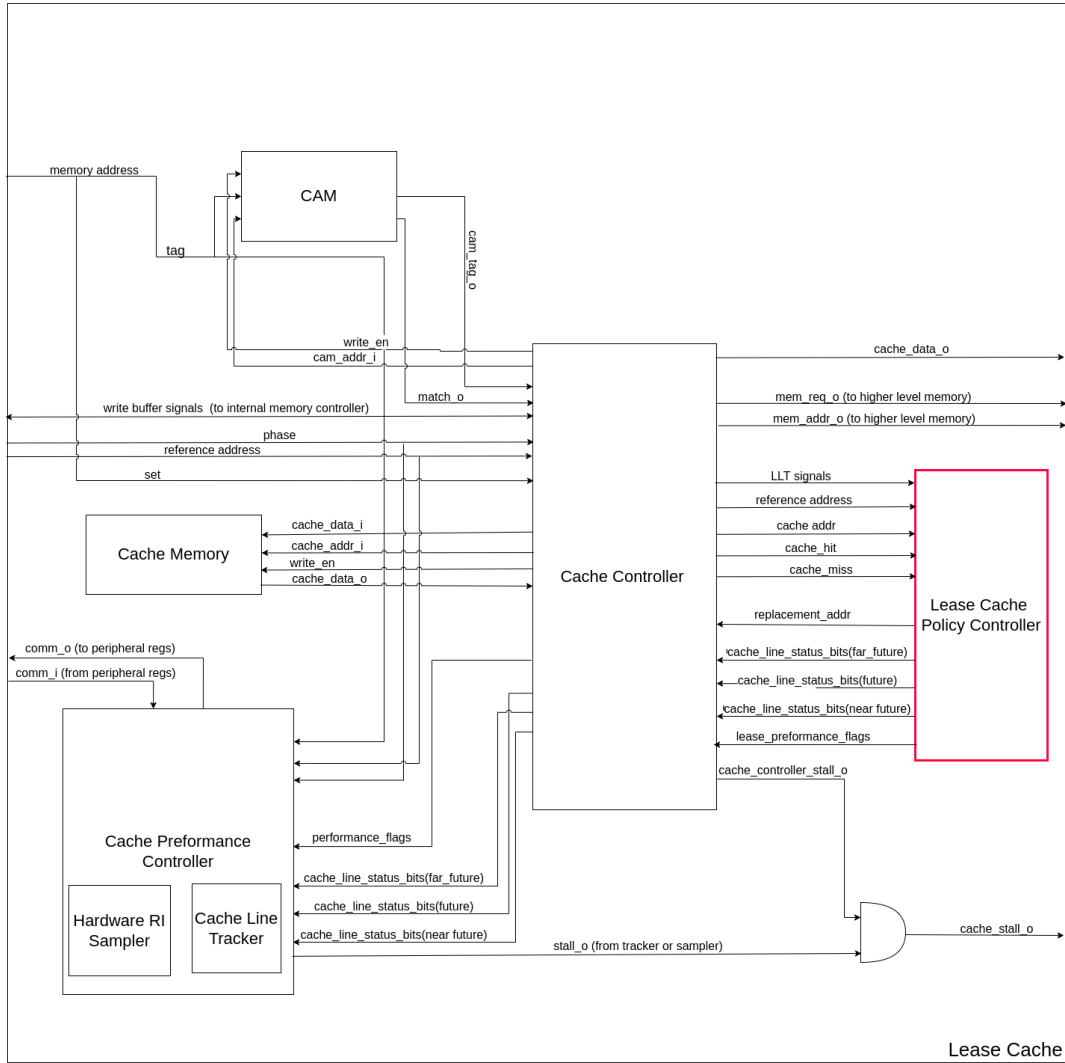 memory address
CAM
tag
cam_tag_o
write_en
cam_addr_i
match_o
cache_data_o
write buffer signals (to internal memory controller)
mem_req_o (to higher level memory)
mem_addr_o (to higher level memory)
phase
reference address
set
LLT signals
reference address
cache addr
cache_hit
cache_miss
cache_data_i
cache_addr_i
write_en
cache_data_o
Cache Memory
Cache Controller
Lease Cache
Policy Controller
replacement_addr
cache_line_status_bits(far_future)
cache_line_status_bits(future)
cache_line_status_bits(near future)
lease_preformance_flags
cache_controller_stall_o
comm_o (to peripheral regs)
comm_i (from peripheral regs)
Cache Preformance
Controller
performance_flags
Hardware RI
Sampler
Cache Line
Tracker
cache_line_status_bits(far_future)
cache_line_status_bits(future)
cache_line_status_bits(near future)
stall_o (from tracker or sampler)
cache_stall_o
Lease Cache